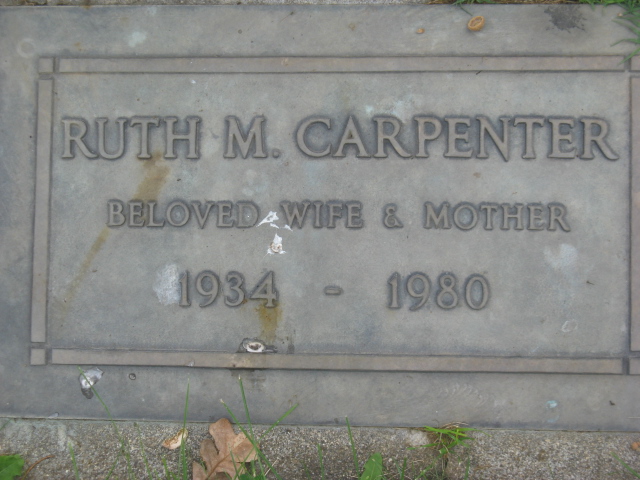 RUTH M. CARPENTER
BELOVED WIFE & MOTHER
1934 - 1980